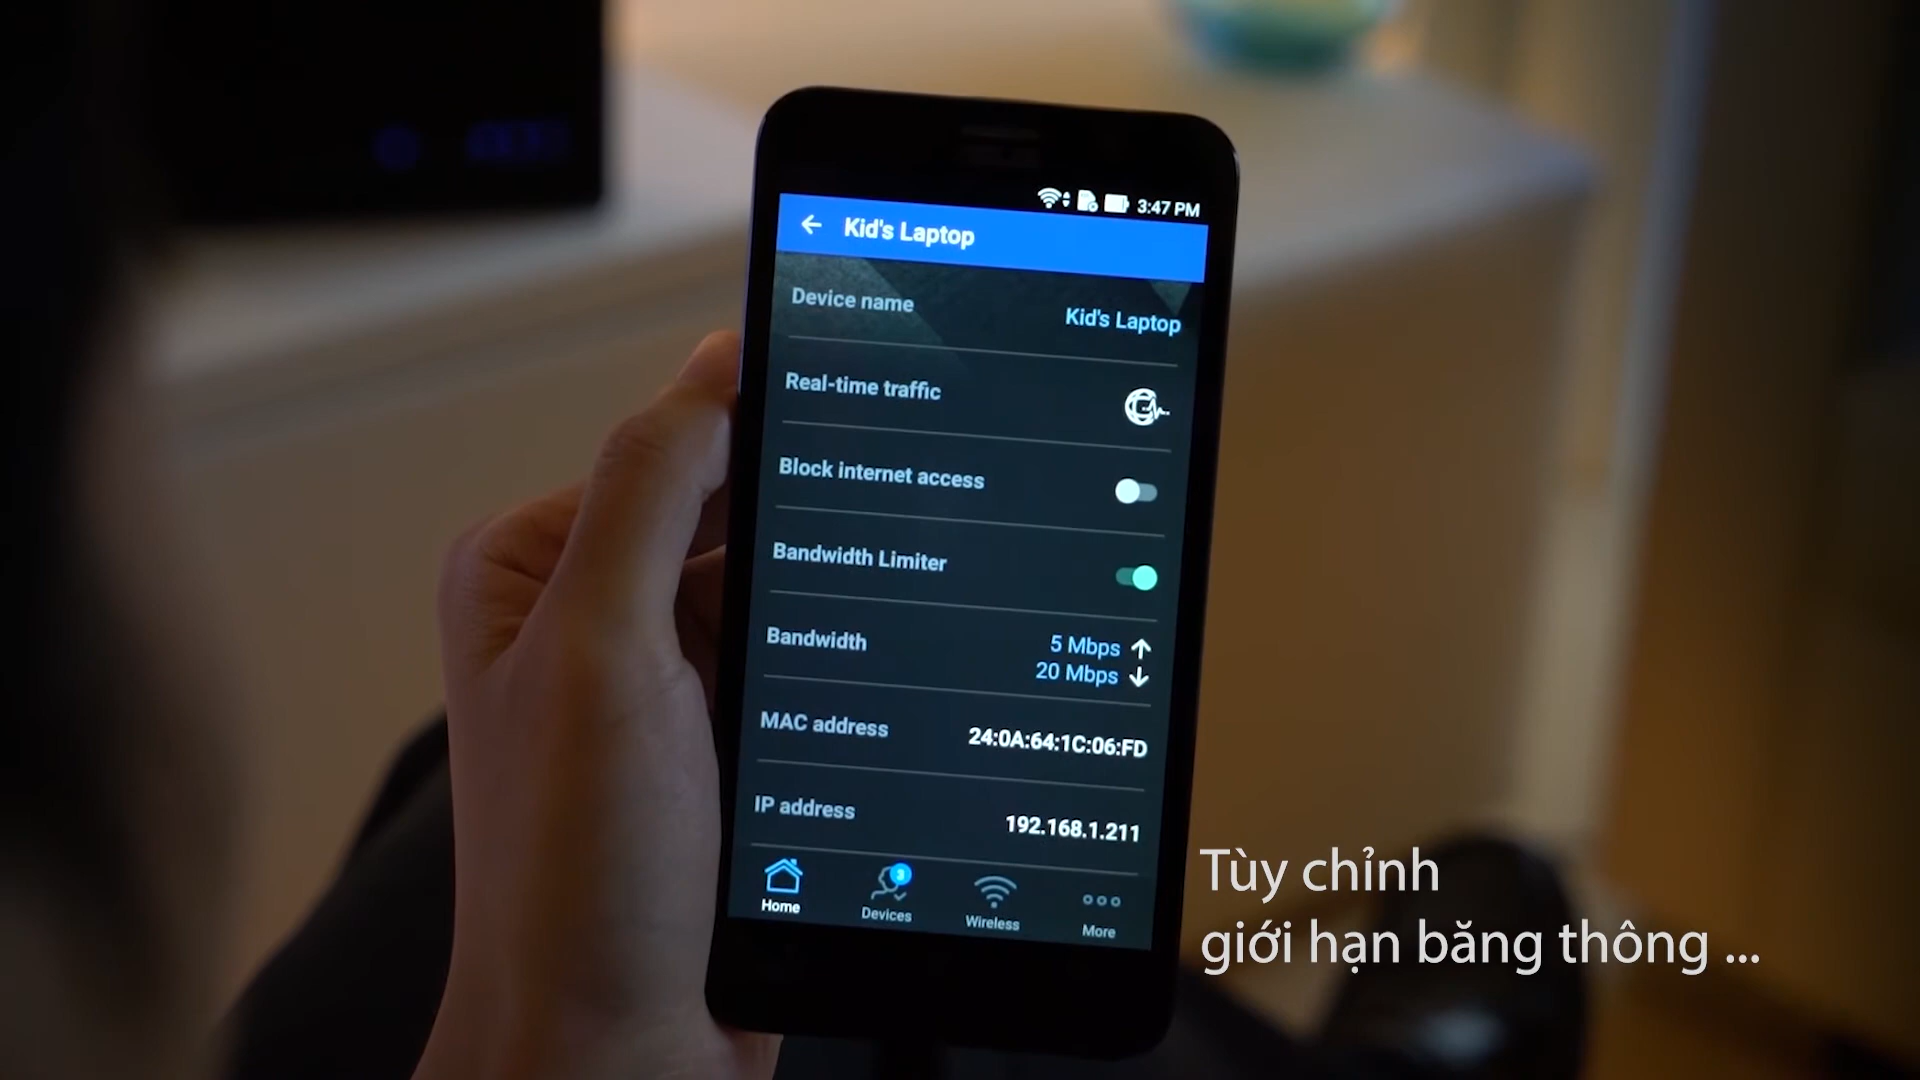 3:47 PM
Kid's Laptop
Device name
Kid's Laptop
Real-time traffic
Block internet access
Bandwidth Limiter
Bandwidth
5 Mbps
20 Mbps
MAC address
24:0A:64:1C:06:FD
IP address
192.168.1.211
3
Home
Devices
Wireless
More
Tùy chỉnh
giới hạn băng thông ...